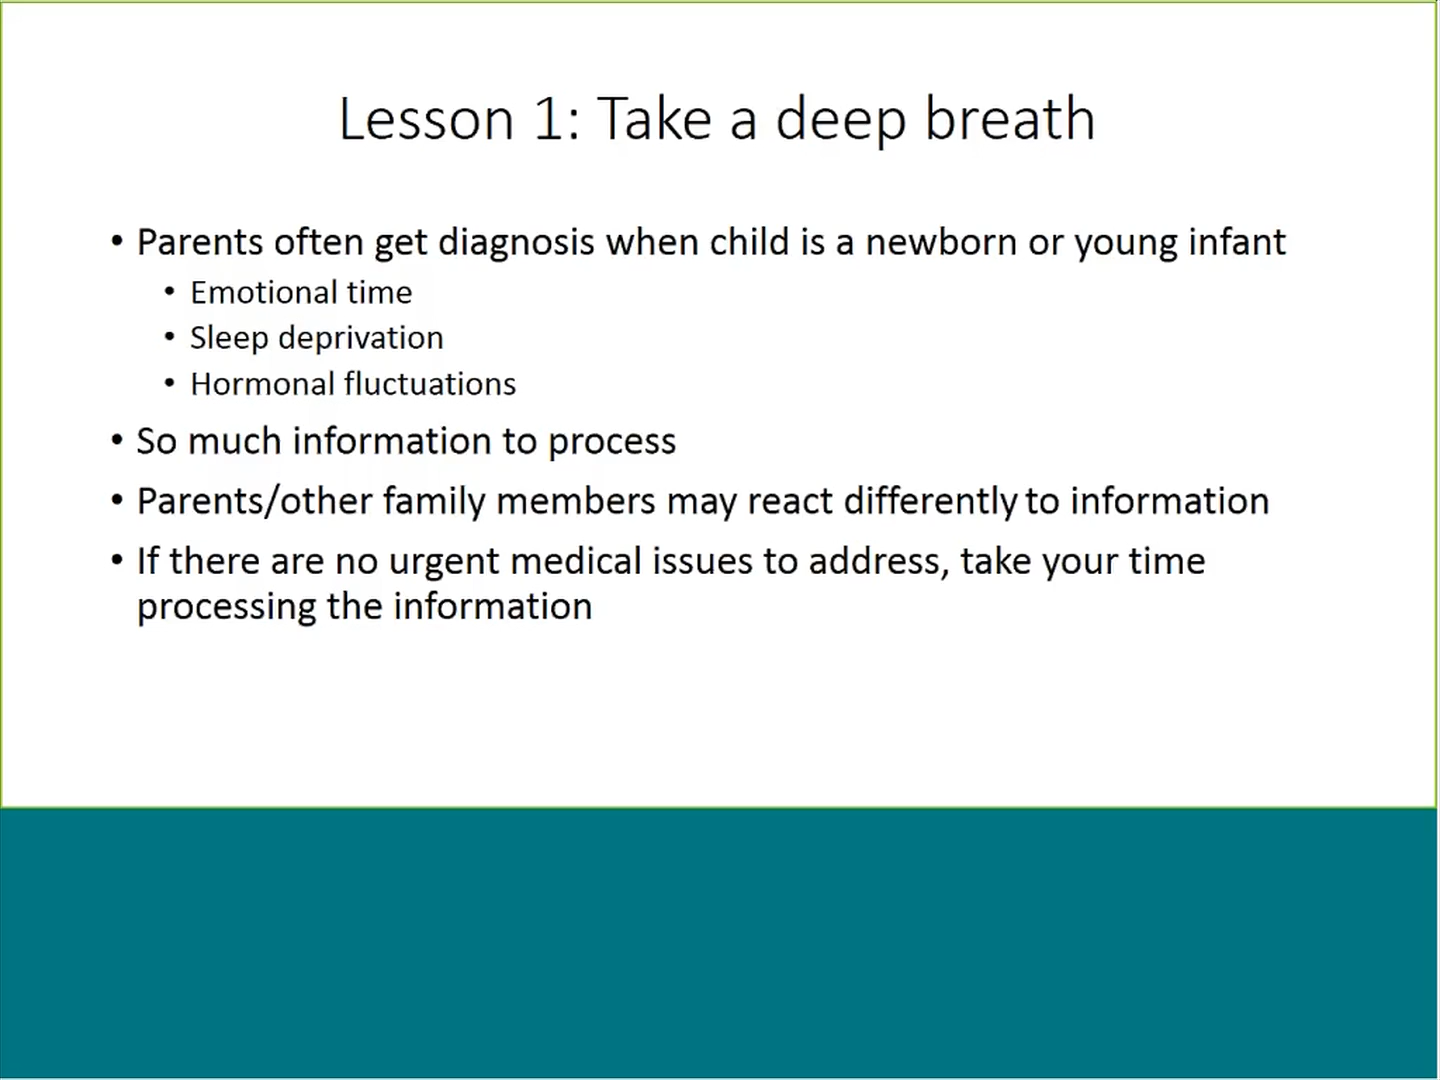 Lesson 1: Take a deep breath
• Parents often get diagnosis when child is a newborn or young infant
• Emotional time
• Sleep deprivation
• Hormonal fluctuations
• So much information to process
• Parents/other family members may react differently to information
• If there are no urgent medical issues to address, take your time
processing the information